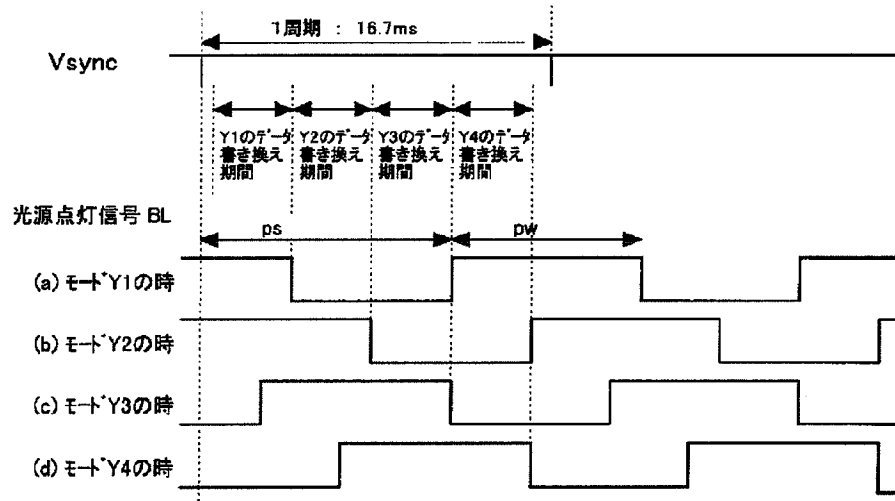 1周期 : 16.7ms
Vsync
Y1のデータ
書き換え
期間
Y2のデータ
書き換え
期間
Y3のデータ
書き換え
期間
Y4のデータ
書き換え
期間
光源点灯信号 BL
ps
pw
(a) モードY1の時
(b) モードY2の時
(c) モードY3の時
(d) モードY4の時